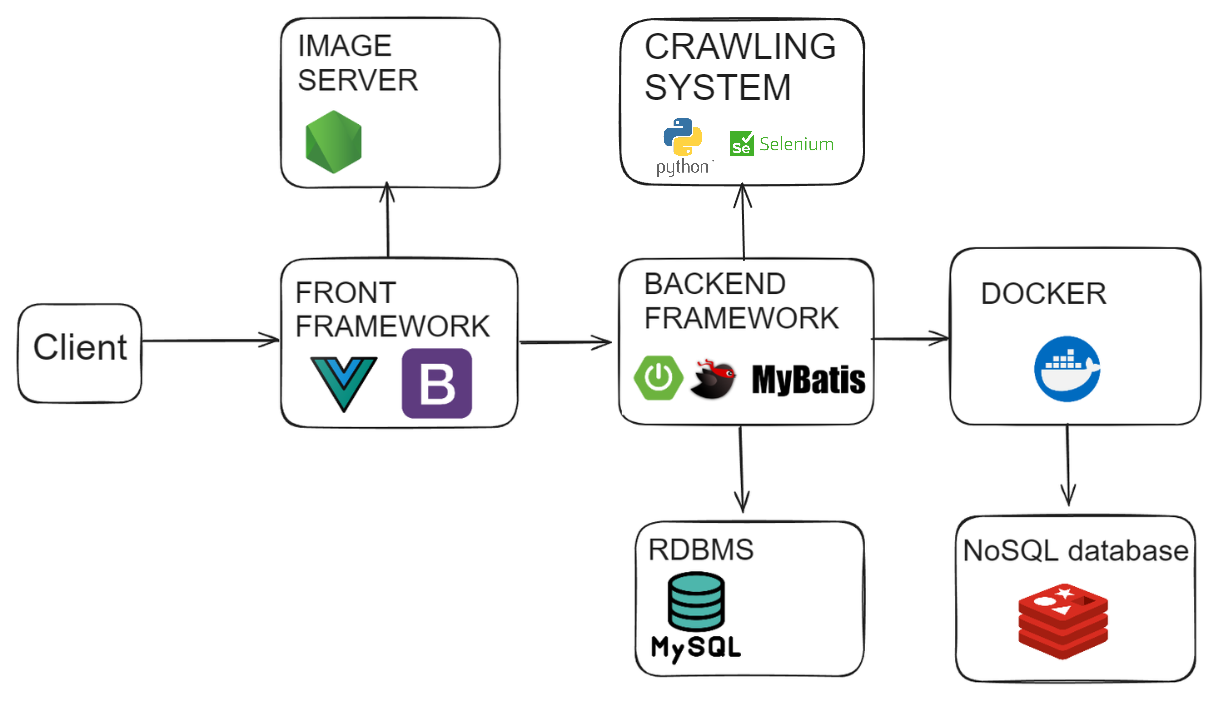 IMAGE
SERVER
CRAWLING
SYSTEM
python
Se Selenium
Client
FRONT
FRAMEWORK
B
BACKEND
FRAMEWORK
MyBatis
DOCKER
RDBMS
MySQL
NoSQL database